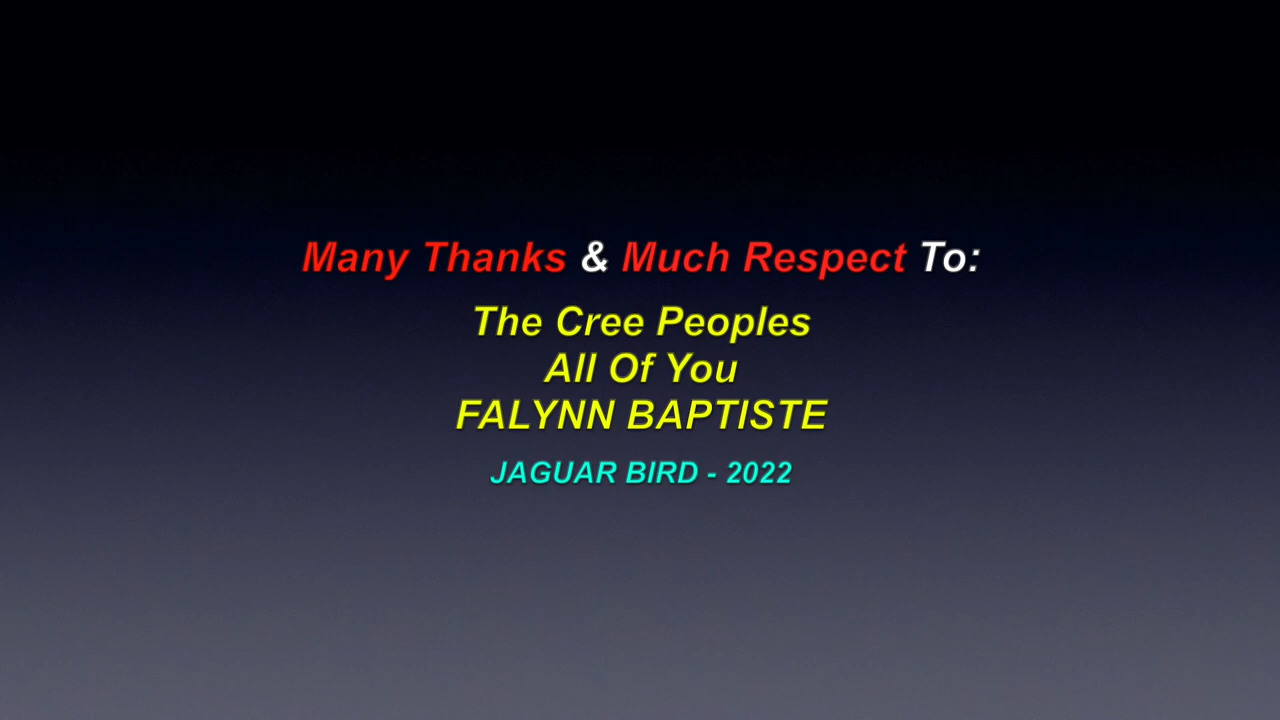 Many Thanks & Much Respect To:
The Cree Peoples
All Of You
FALYNN BAPTISTE
JAGUAR BIRD - 2022